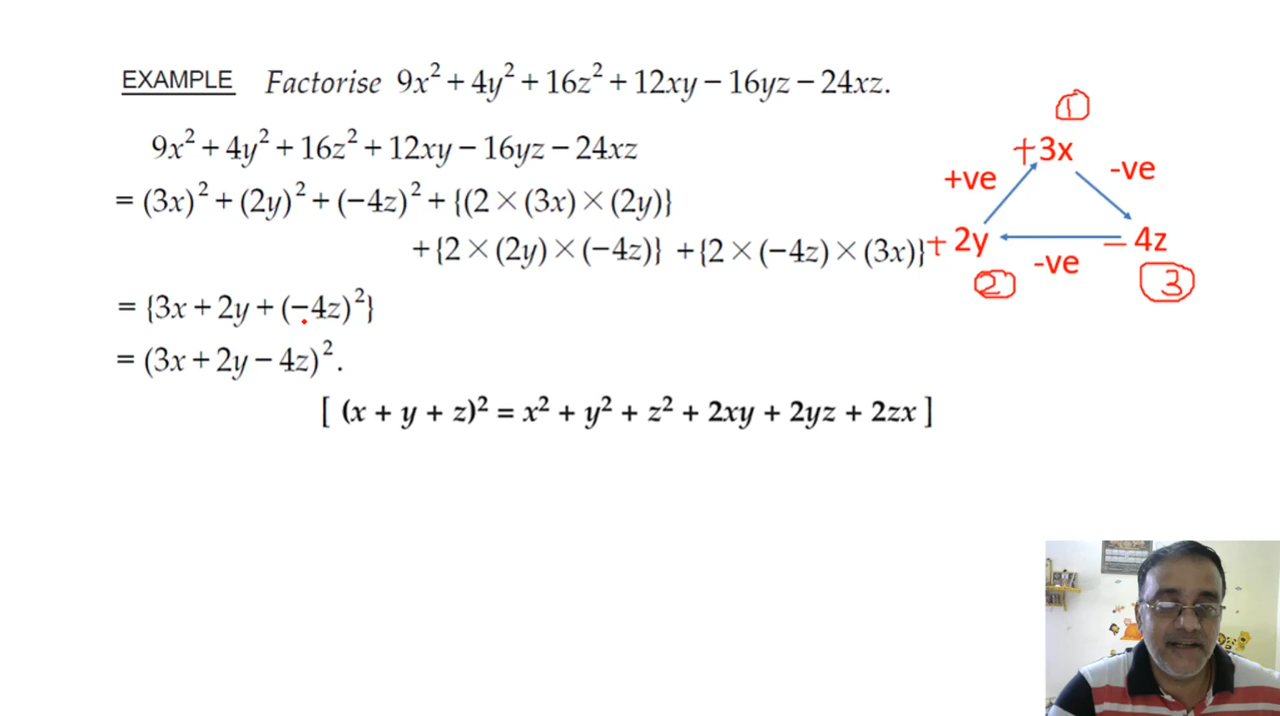 EXAMPLE Factorise 9x² + 4y² + 16z² + 12xy − 16yz − 24xz.
9x² + 4y² + 16z² + 12xy − 16yz − 24xz
= (3x)² + (2y)² + (−4z)² + {(2 × (3x) × (2y)}
+ {2 × (2y) × (−4z)} + {2 × (−4z) × (3x)}
= {3x + 2y + (−4z)²}
= (3x + 2y − 4z)².
[ (x + y + z)² = x² + y² + z² + 2xy + 2yz + 2zx ]
1
+3x
+ve -ve
+2y − 4z
-ve
2 3